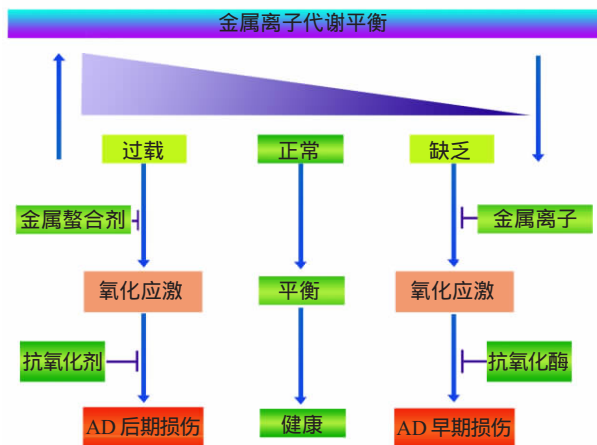 金属离子代谢平衡
过载
正常
缺乏
金属螯合剂
金属离子
氧化应激
平衡
氧化应激
抗氧化剂
抗氧化酶
AD 后期损伤
健康
AD 早期损伤